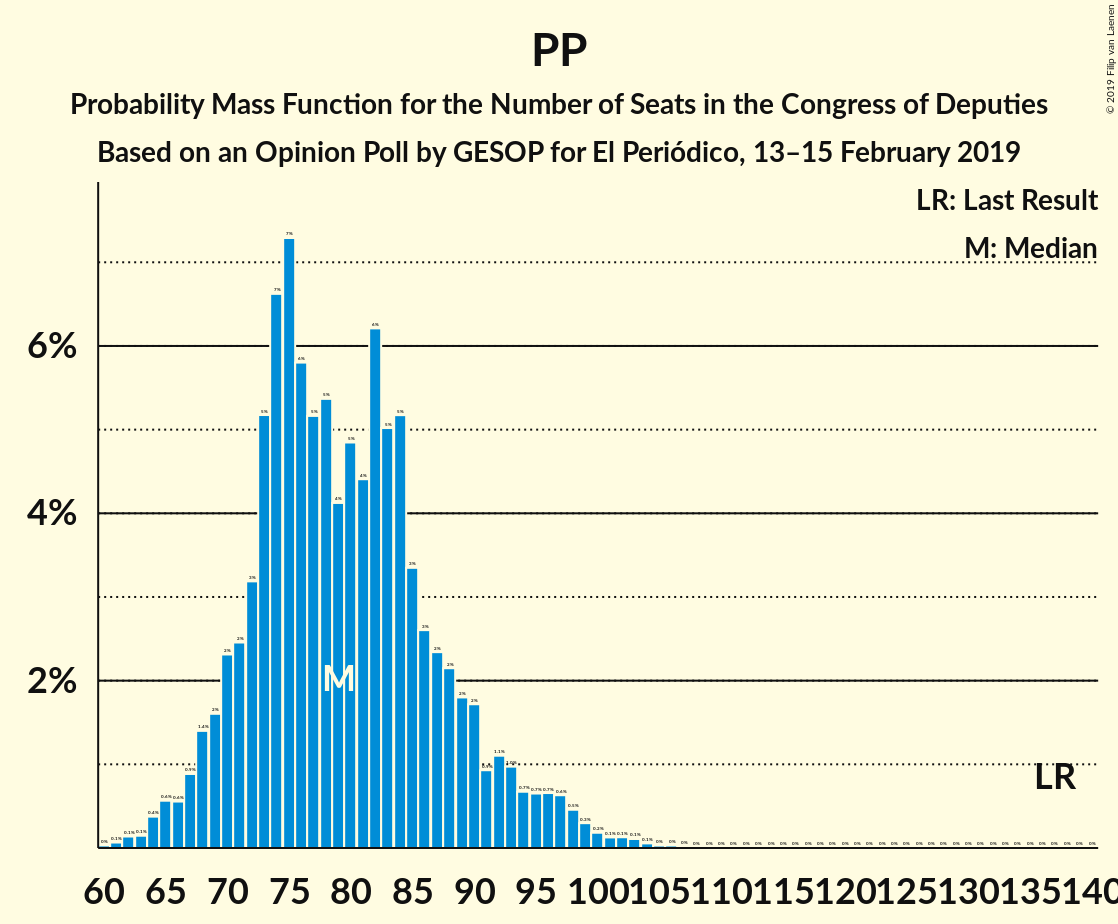 PP
Probability Mass Function for the Number of Seats in the Congress of Deputies
Based on an Opinion Poll by GESOP for El Periódico, 13–15 February 2019
© 2019 Filip van Laenen
LR: Last Result
M: Median
6%
4%
2%
M
LR
60 65 70 75 80 85 90 95 100 105 110 115 120 125 130 135 140